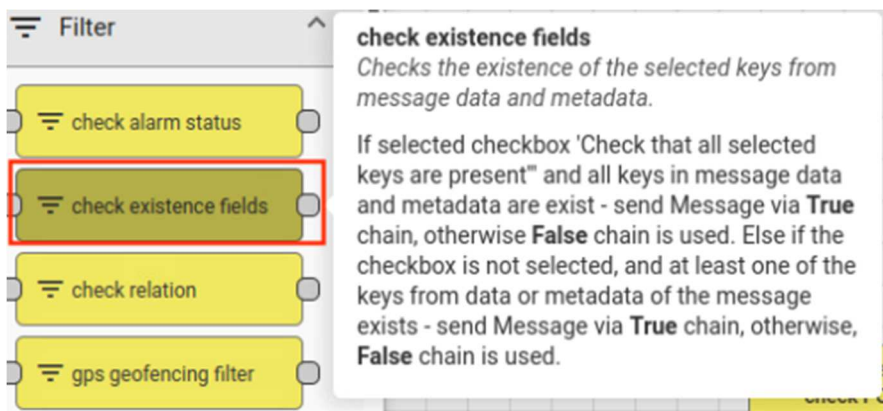 Filter
check alarm status
check existence fields
check relation
gps geofencing filter
check existence fields
Checks the existence of the selected keys from
message data and metadata.
If selected checkbox 'Check that all selected
keys are present'" and all keys in message data
and metadata are exist - send Message via True
chain, otherwise False chain is used. Else if the
checkbox is not selected, and at least one of the
keys from data or metadata of the message
exists - send Message via True chain, otherwise,
False chain is used.